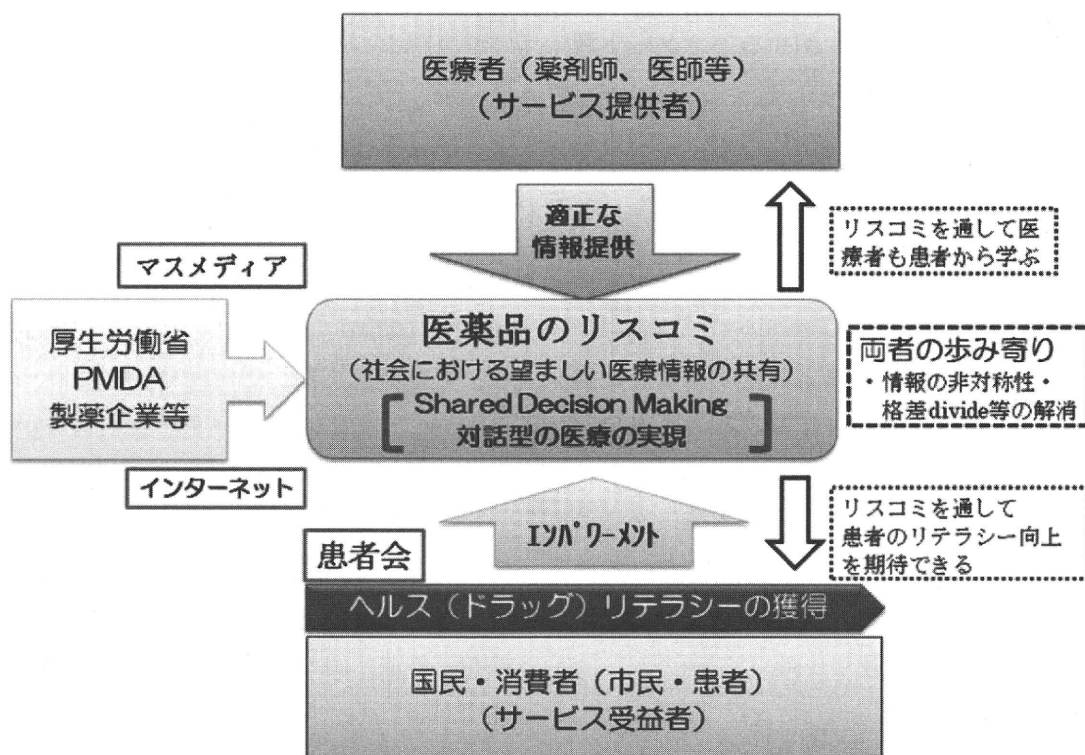 医療者（薬剤師、医師等）
（サービス提供者）
適正な
情報提供
リスコミを通して医
療者も患者から学ぶ
マスメディア
厚生労働省
PMDA
製薬企業等
医薬品のリスコミ
（社会における望ましい医療情報の共有）
Shared Decision Making
対話型の医療の実現
両者の歩み寄り
・情報の非対称性・
格差divide等の解消
インターネット
エンパワーメント
リスコミを通して
患者のリテラシー向上
を期待できる
患者会
ヘルス（ドラッグ）リテラシーの獲得
国民・消費者（市民・患者）
（サービス受益者）